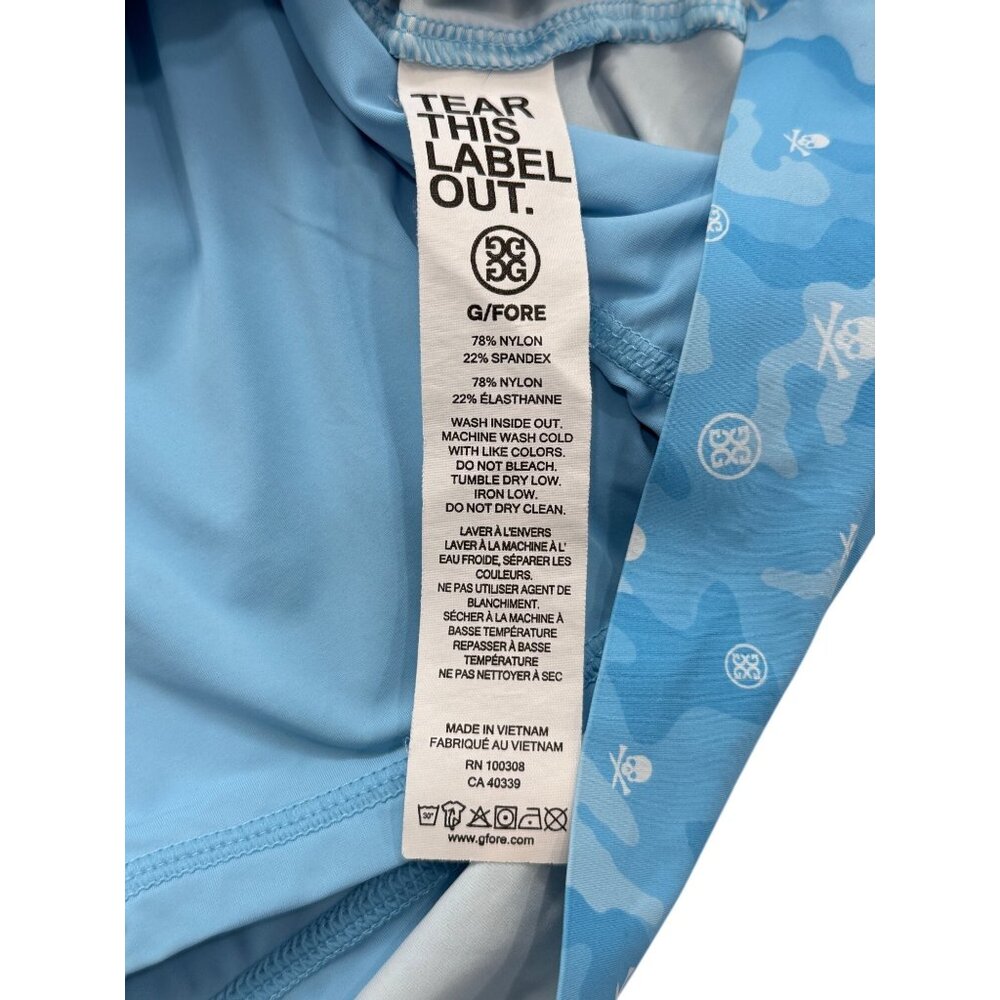 TEAR
THIS
LABEL
OUT.
G/FORE
78% NYLON
22% SPANDEX
78% NYLON
22% ÉLASTHANNE
WASH INSIDE OUT.
MACHINE WASH COLD
WITH LIKE COLORS.
DO NOT BLEACH.
TUMBLE DRY LOW.
IRON LOW.
DO NOT DRY CLEAN.
LAVER À L'ENVERS
LAVER À LA MACHINE À L'
EAU FROIDE, SÉPARER LES
COULEURS.
NE PAS UTILISER AGENT DE
BLANCHIMENT.
SÉCHER À LA MACHINE À
BASSE TEMPÉRATURE
REPASSER À BASSE
TEMPÉRATURE
NE PAS NETTOYER À SEC
MADE IN VIETNAM
FABRIQUÉ AU VIETNAM
RN 100308
CA 40339
30°
www.gfore.com